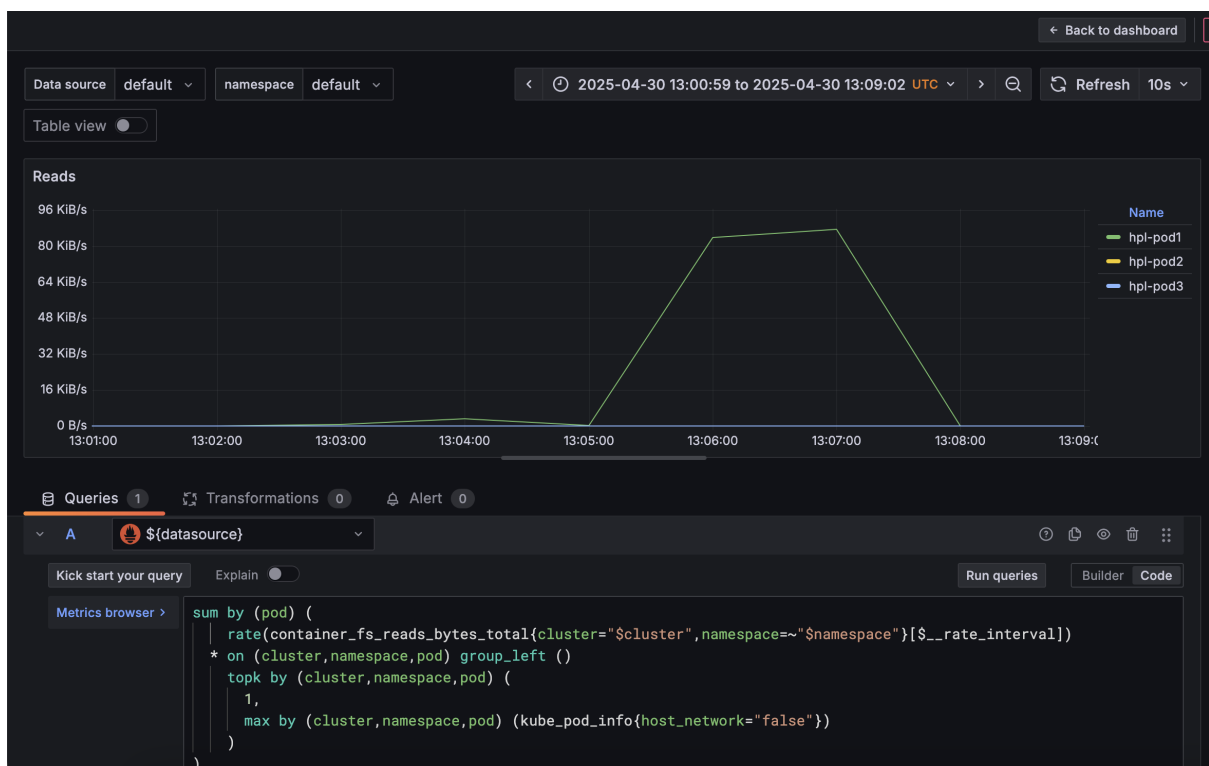 ← Back to dashboard
Data source default namespace default 2025-04-30 13:00:59 to 2025-04-30 13:09:02 UTC Refresh 10s
Table view
Reads
96 KiB/s
80 KiB/s
64 KiB/s
48 KiB/s
32 KiB/s
16 KiB/s
0 B/s
13:01:00 13:02:00 13:03:00 13:04:00 13:05:00 13:06:00 13:07:00 13:08:00 13:09:0
Name
hpl-pod1
hpl-pod2
hpl-pod3
Queries 1 Transformations 0 Alert 0
A ${datasource}
Kick start your query Explain Run queries Builder Code
Metrics browser >
sum by (pod) (
rate(container_fs_reads_bytes_total{cluster="$cluster",namespace=~"$namespace"}[$__rate_interval])
* on (cluster,namespace,pod) group_left ()
topk by (cluster,namespace,pod) (
1,
max by (cluster,namespace,pod) (kube_pod_info{host_network="false"})
)
)